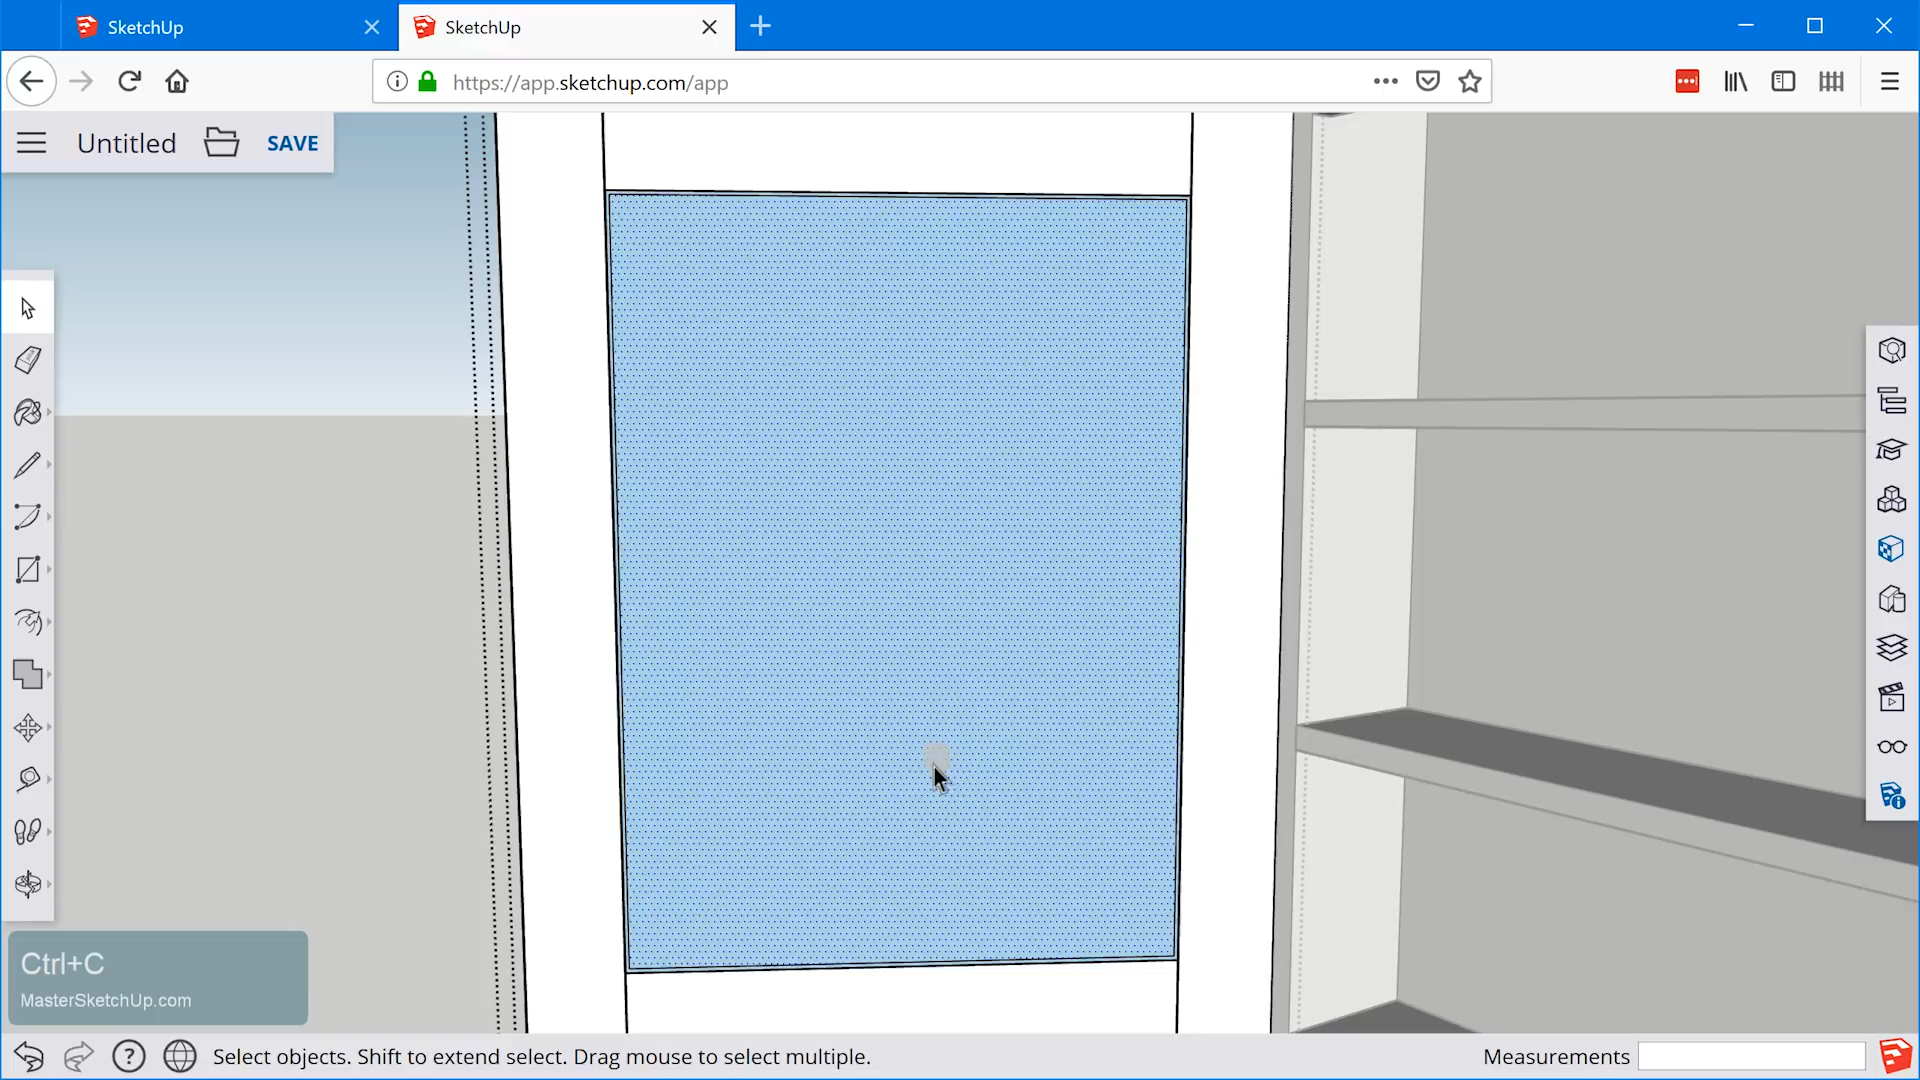 SketchUp
SketchUp
https://app.sketchup.com/app
Untitled
SAVE
Ctrl+C
MasterSketchUp.com
Select objects. Shift to extend select. Drag mouse to select multiple.
Measurements